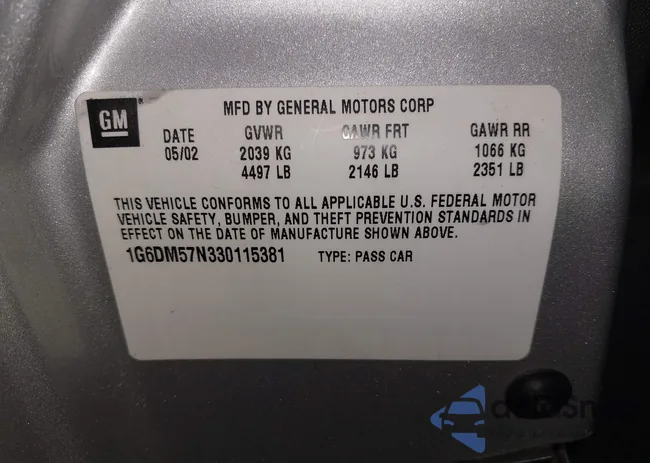 GM
MFD BY GENERAL MOTORS CORP
DATE GVWR GAWR FRT GAWR RR
05/02 2039 KG 973 KG 1066 KG
4497 LB 2146 LB 2351 LB
THIS VEHICLE CONFORMS TO ALL APPLICABLE U.S. FEDERAL MOTOR
VEHICLE SAFETY, BUMPER, AND THEFT PREVENTION STANDARDS IN
EFFECT ON THE DATE OF MANUFACTURE SHOWN ABOVE.
1G6DM57N330115381 TYPE: PASS CAR